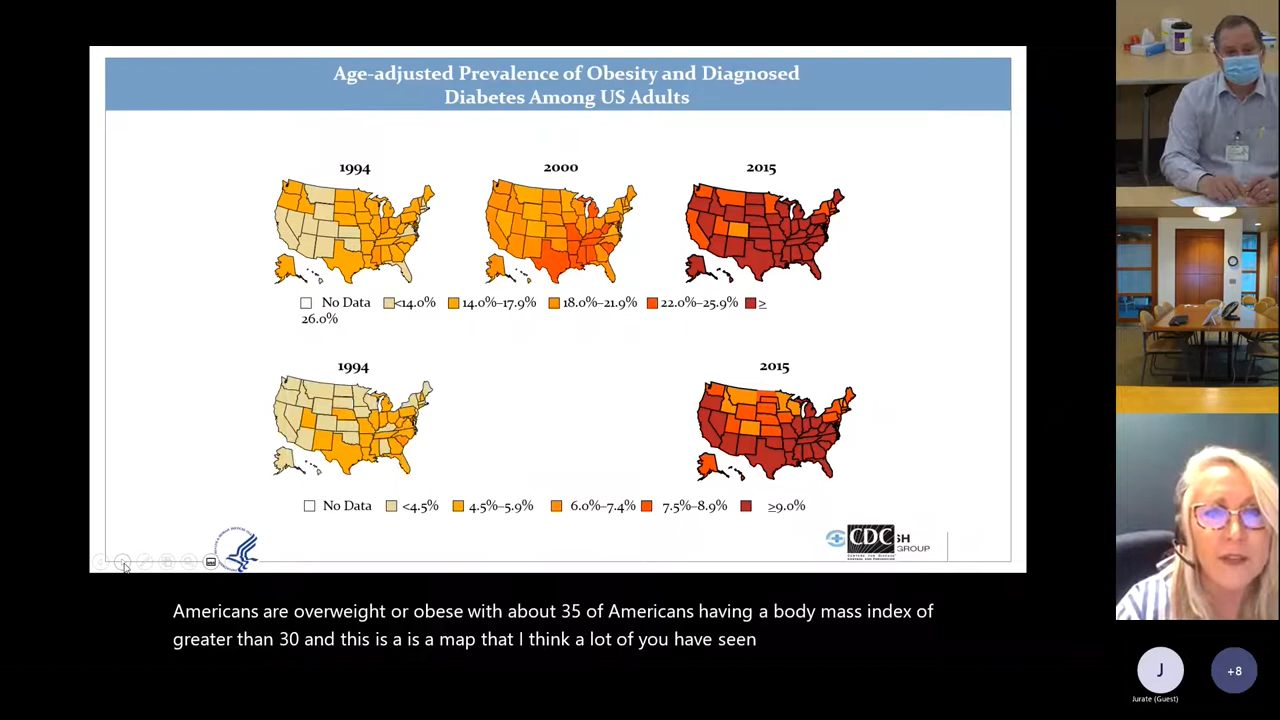 Age-adjusted Prevalence of Obesity and Diagnosed
Diabetes Among US Adults
1994
2000
2015
No Data <14.0% 14.0%–17.9% 18.0%–21.9% 22.0%–25.9% ≥
26.0%
1994
2015
No Data <4.5% 4.5%–5.9% 6.0%–7.4% 7.5%–8.9% ≥9.0%
CDC
SH
GROUP
Americans are overweight or obese with about 35 of Americans having a body mass index of
greater than 30 and this is a is a map that I think a lot of you have seen
J
+8
Jurate (Guest)